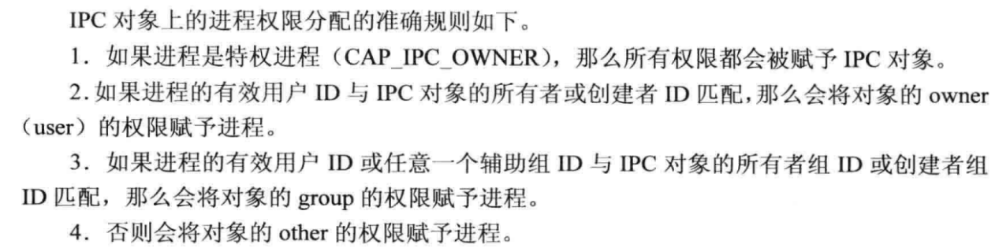 IPC 对象上的进程权限分配的准确规则如下。
1．如果进程是特权进程（CAP_IPC_OWNER），那么所有权限都会被赋予 IPC 对象。
2.如果进程的有效用户 ID 与 IPC 对象的所有者或创建者 ID 匹配,那么会将对象的 owner
（user）的权限赋予进程。
3．如果进程的有效用户 ID 或任意一个辅助组 ID 与 IPC 对象的所有者组 ID 或创建者组
ID 匹配，那么会将对象的 group 的权限赋予进程。
4．否则会将对象的 other 的权限赋予进程。